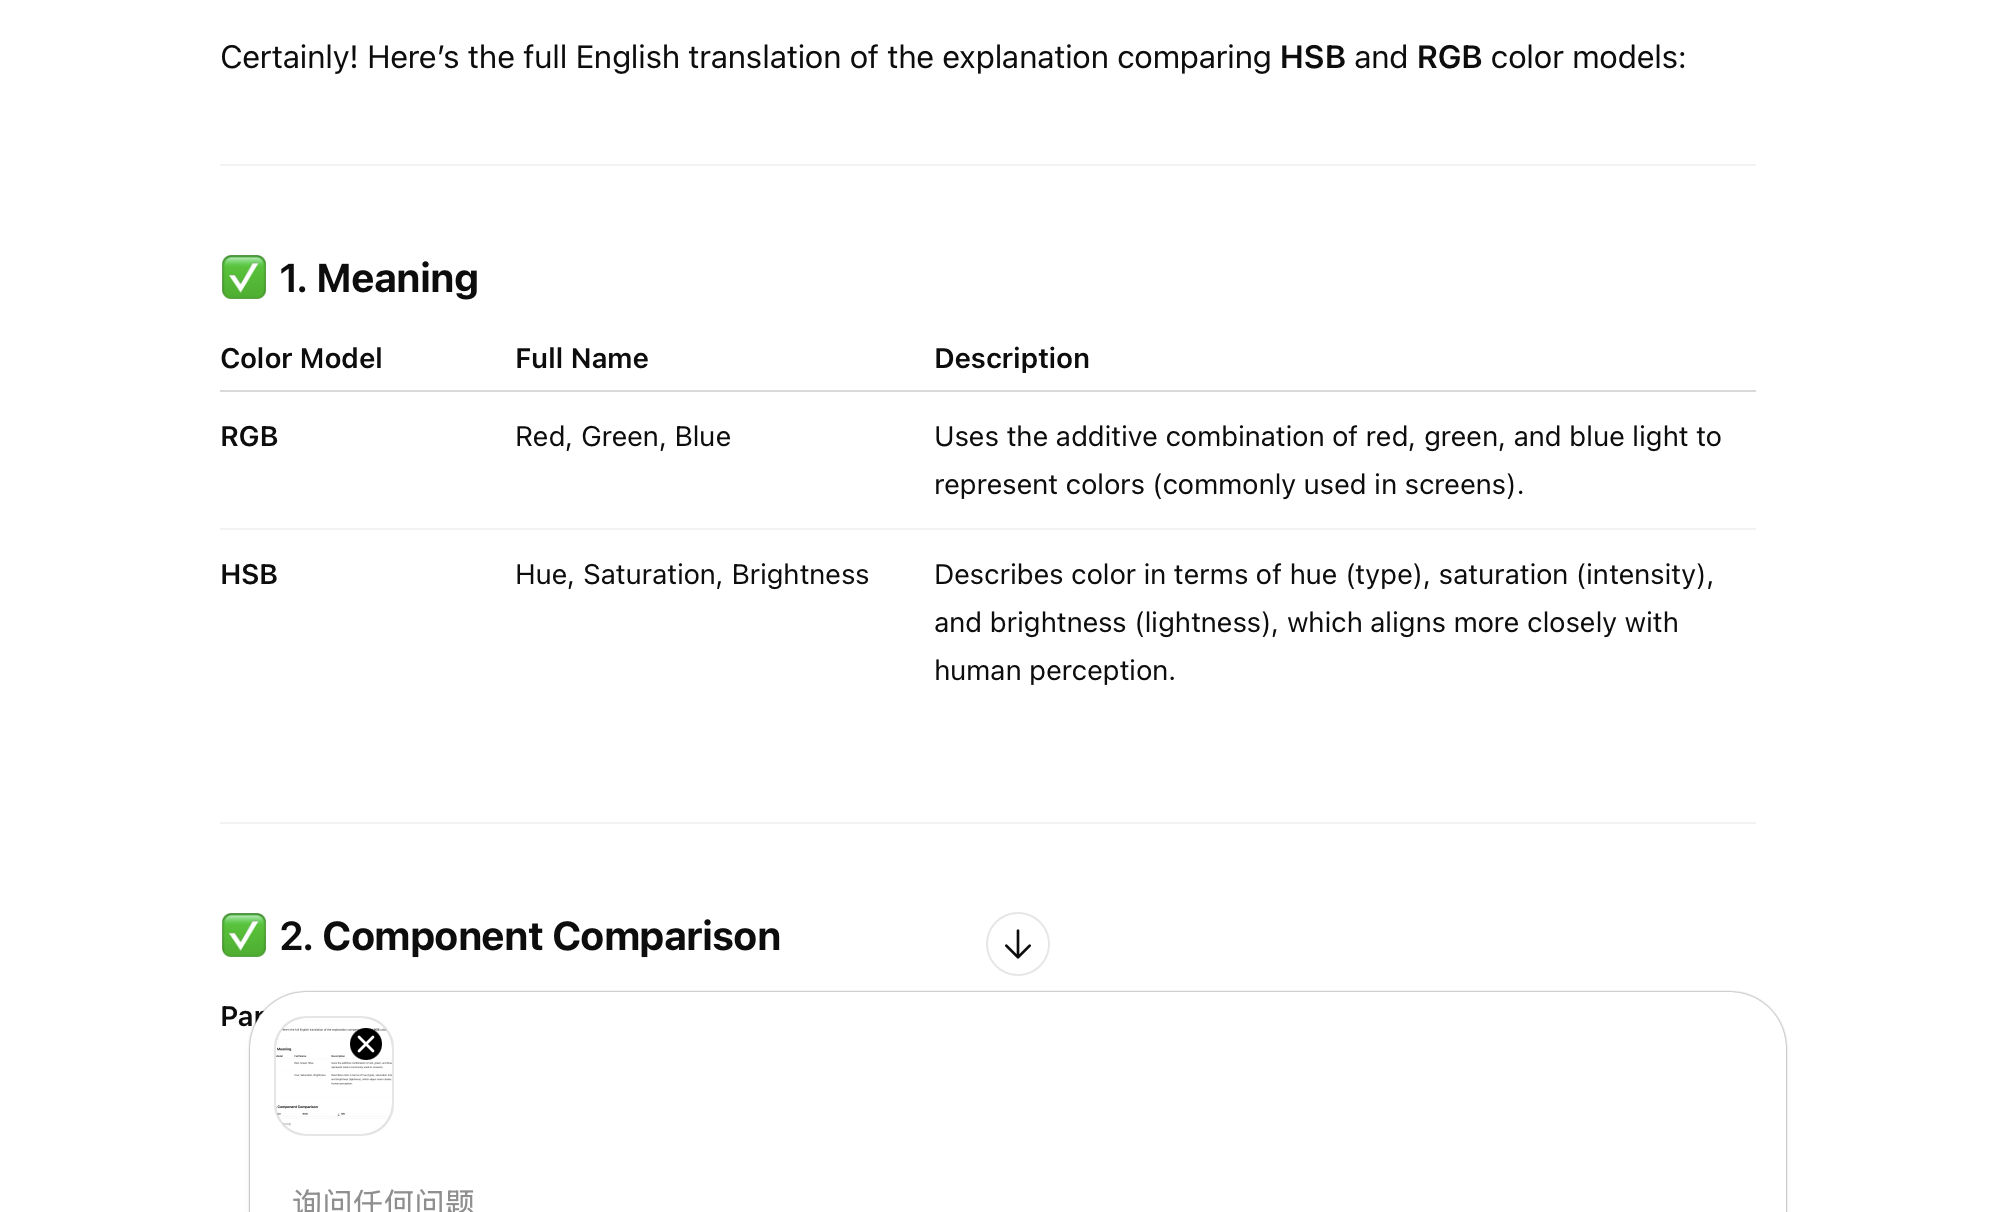 Certainly! Here’s the full English translation of the explanation comparing HSB and RGB color models:
✅ 1. Meaning
Color Model Full Name Description
RGB Red, Green, Blue Uses the additive combination of red, green, and blue light to
represent colors (commonly used in screens).
HSB Hue, Saturation, Brightness Describes color in terms of hue (type), saturation (intensity),
and brightness (lightness), which aligns more closely with
human perception.
✅ 2. Component Comparison
Par
Meaning
Component Comparison
询问任何问题